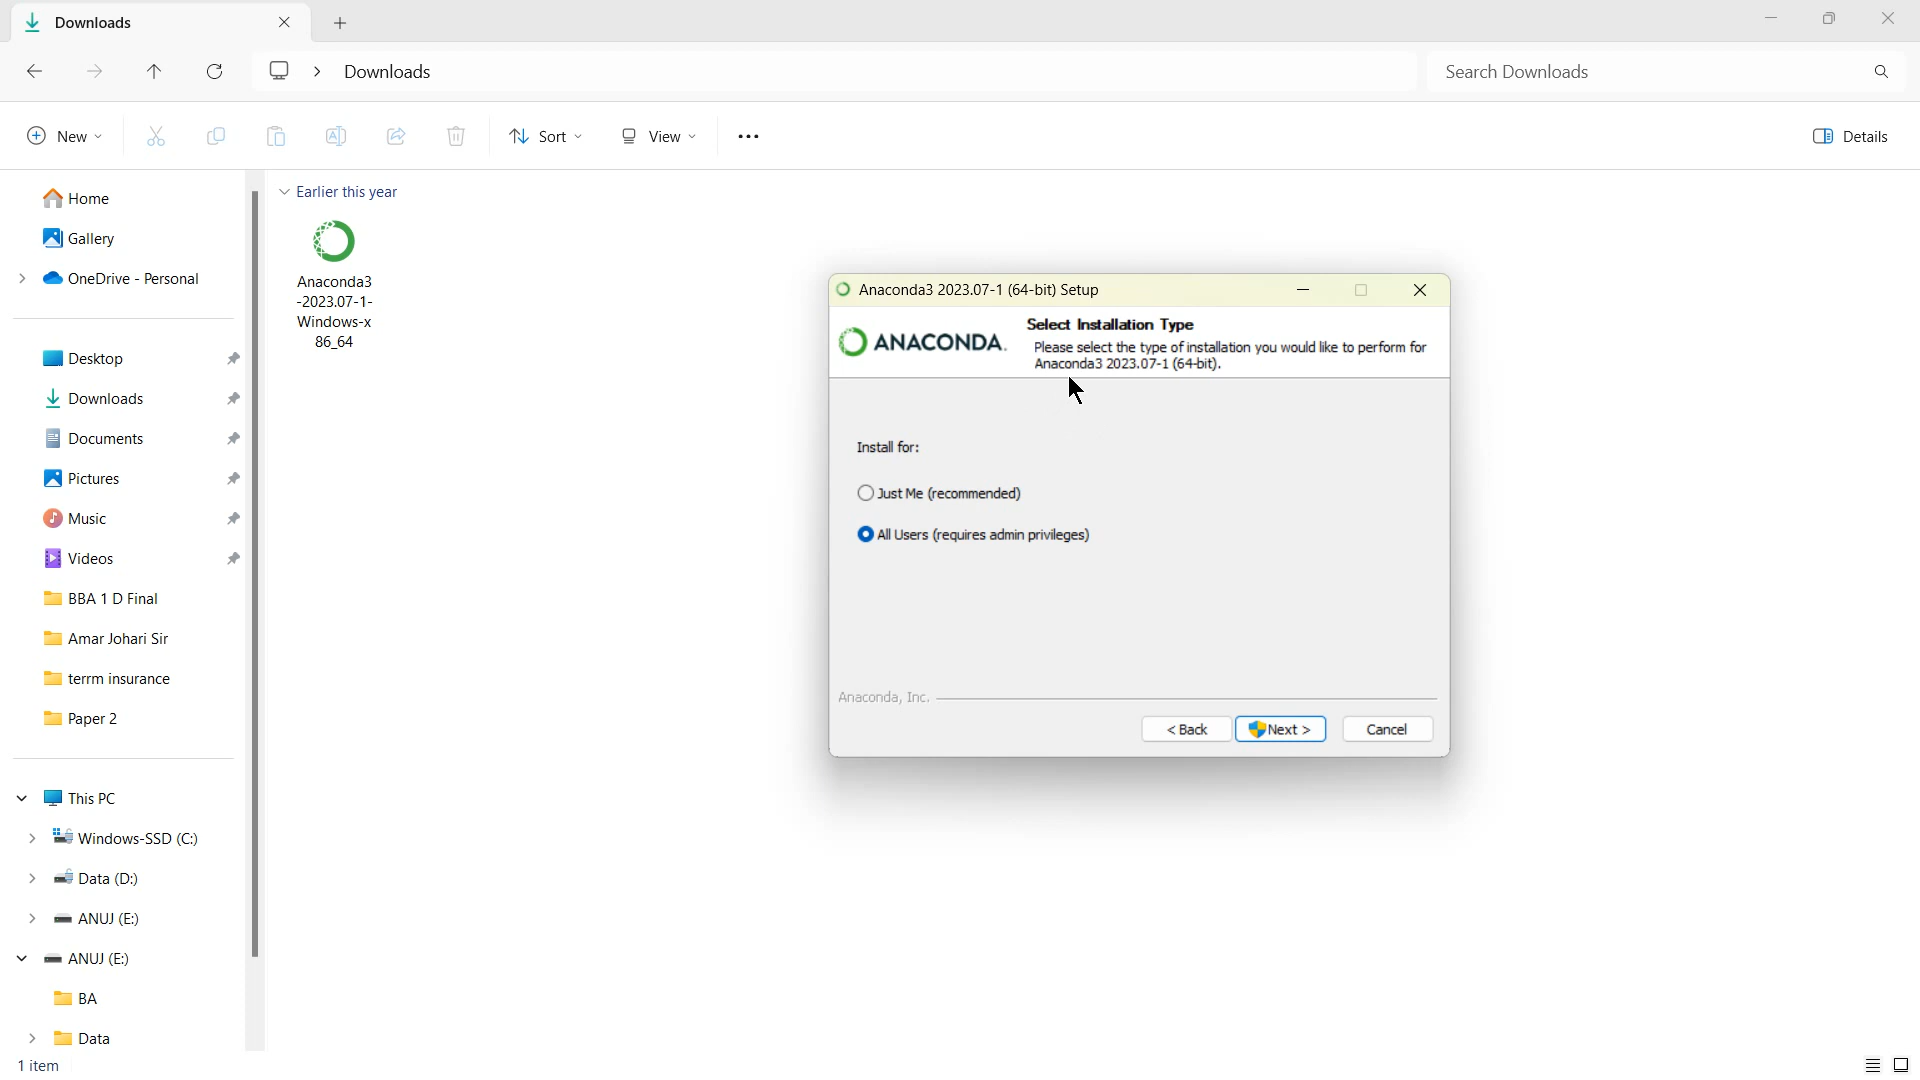 Downloads
Downloads
Search Downloads
New
Sort
View
Details
Home
Gallery
OneDrive - Personal
Desktop
Downloads
Documents
Pictures
Music
Videos
BBA 1 D Final
Amar Johari Sir
terrm insurance
Paper 2
This PC
Windows-SSD (C:)
Data (D:)
ANUJ (E:)
ANUJ (E:)
BA
Data
1 item
Earlier this year
Anaconda3
-2023.07-1-
Windows-x
86_64
Anaconda3 2023.07-1 (64-bit) Setup
ANACONDA.
Select Installation Type
Please select the type of installation you would like to perform for
Anaconda3 2023.07-1 (64-bit).
Install for:
Just Me (recommended)
All Users (requires admin privileges)
Anaconda, Inc.
< Back
Next >
Cancel